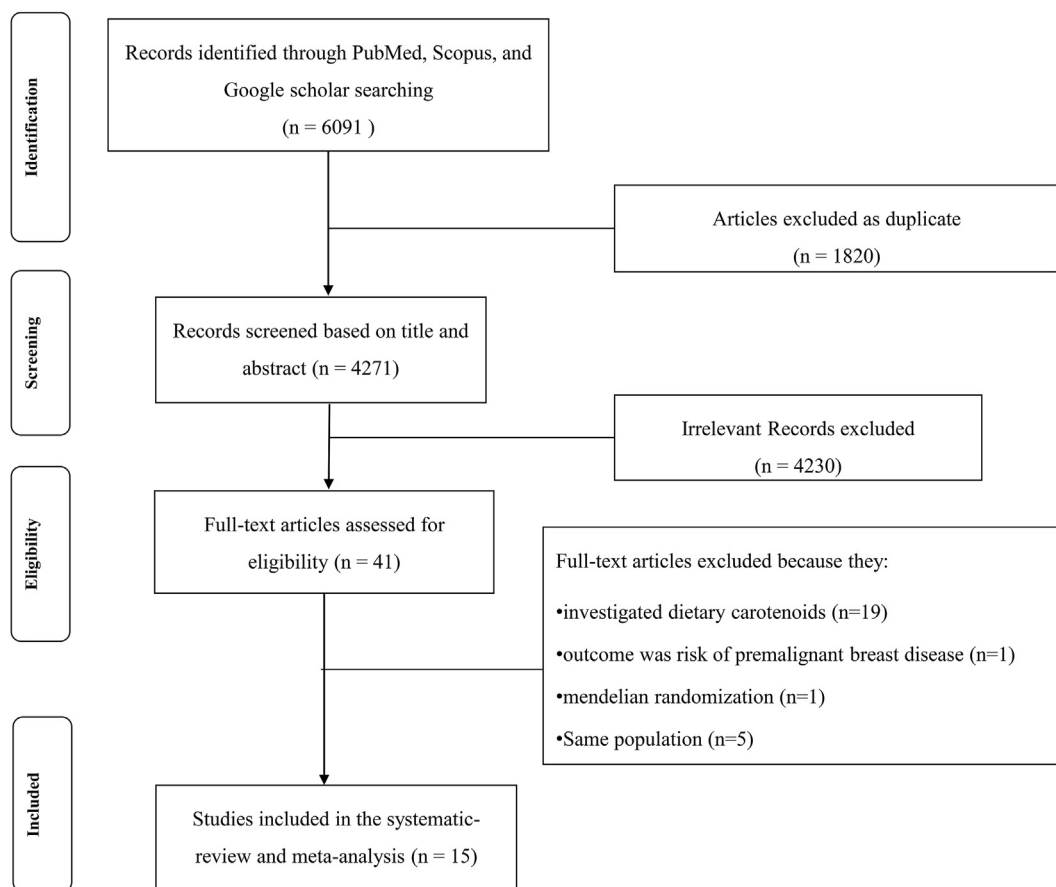 Identification
Records identified through PubMed, Scopus, and
Google scholar searching
(n = 6091 )
Articles excluded as duplicate
(n = 1820)
Screening
Records screened based on title and
abstract (n = 4271)
Irrelevant Records excluded
(n = 4230)
Eligibility
Full-text articles assessed for
eligibility (n = 41)
Full-text articles excluded because they:
•investigated dietary carotenoids (n=19)
•outcome was risk of premalignant breast disease (n=1)
•mendelian randomization (n=1)
•Same population (n=5)
Included
Studies included in the systematic-
review and meta-analysis (n = 15)